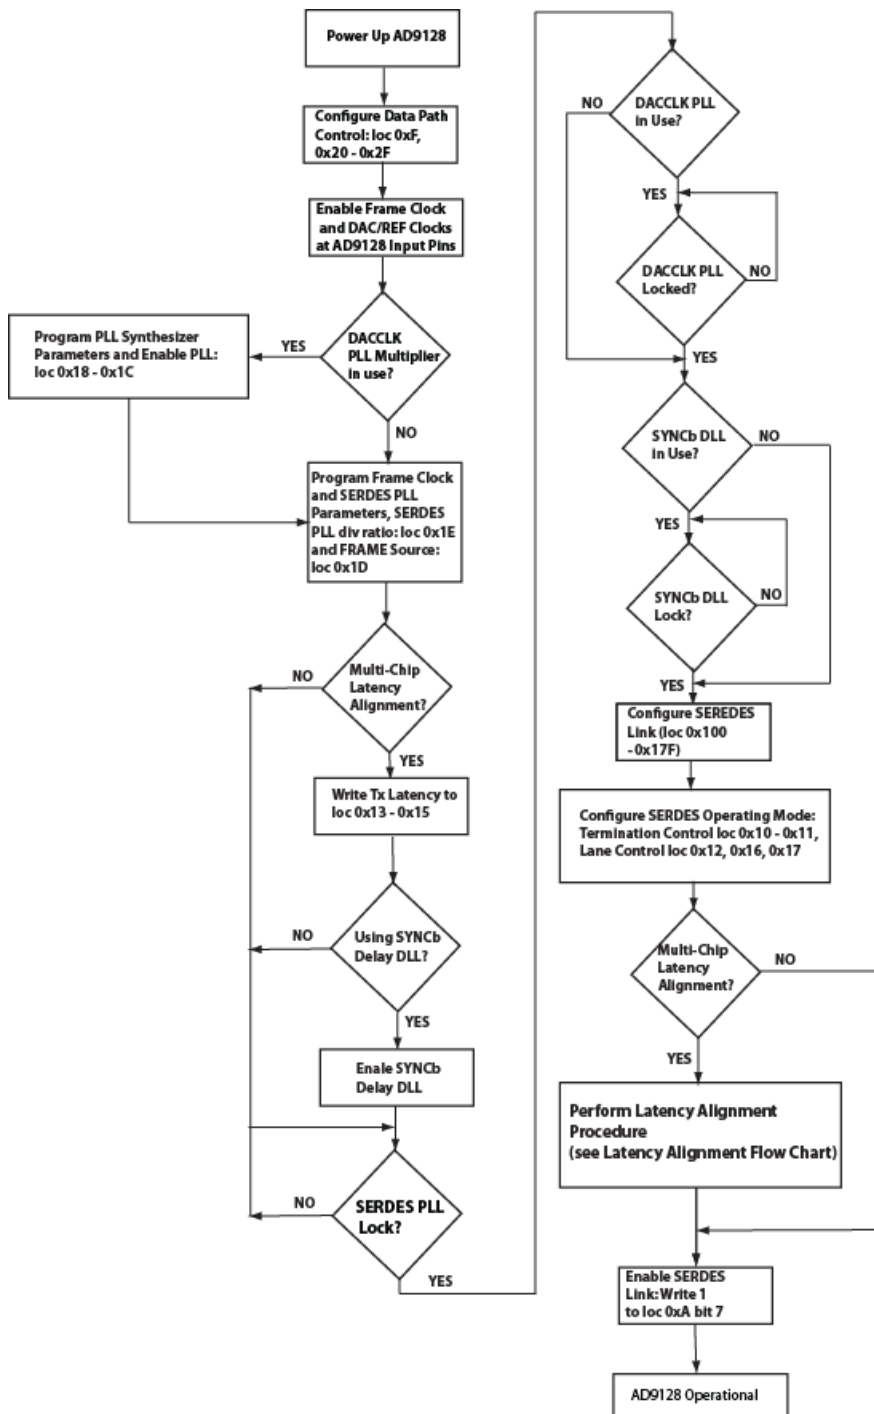 Power Up AD9128
Configure Data Path
Control: loc 0xF,
0x20 - 0x2F
Enable Frame Clock
and DAC/REF Clocks
at AD9128 Input Pins
DACCLK
PLL Multiplier
in use?
YES
NO
Program PLL Synthesizer
Parameters and Enable PLL:
loc 0x18 - 0x1C
Program Frame Clock
and SERDES PLL
Parameters, SERDES
PLL div ratio: loc 0x1E
and FRAME Source:
loc 0x1D
Multi-Chip
Latency
Alignment?
NO
YES
Write Tx Latency to
loc 0x13 - 0x15
Using SYNCb
Delay DLL?
NO
YES
Enale SYNCb
Delay DLL
SERDES PLL
Lock?
NO
YES
DACCLK PLL
in Use?
NO
YES
DACCLK PLL
Locked?
NO
YES
SYNCb DLL
in Use?
NO
YES
SYNCb DLL
Lock?
NO
YES
Configure SEREDES
Link (loc 0x100
- 0x17F)
Configure SERDES Operating Mode:
Termination Control loc 0x10 - 0x11,
Lane Control loc 0x12, 0x16, 0x17
Multi-Chip
Latency
Alignment?
NO
YES
Perform Latency Alignment
Procedure
(see Latency Alignment Flow Chart)
Enable SERDES
Link: Write 1
to loc 0xA bit 7
AD9128 Operational